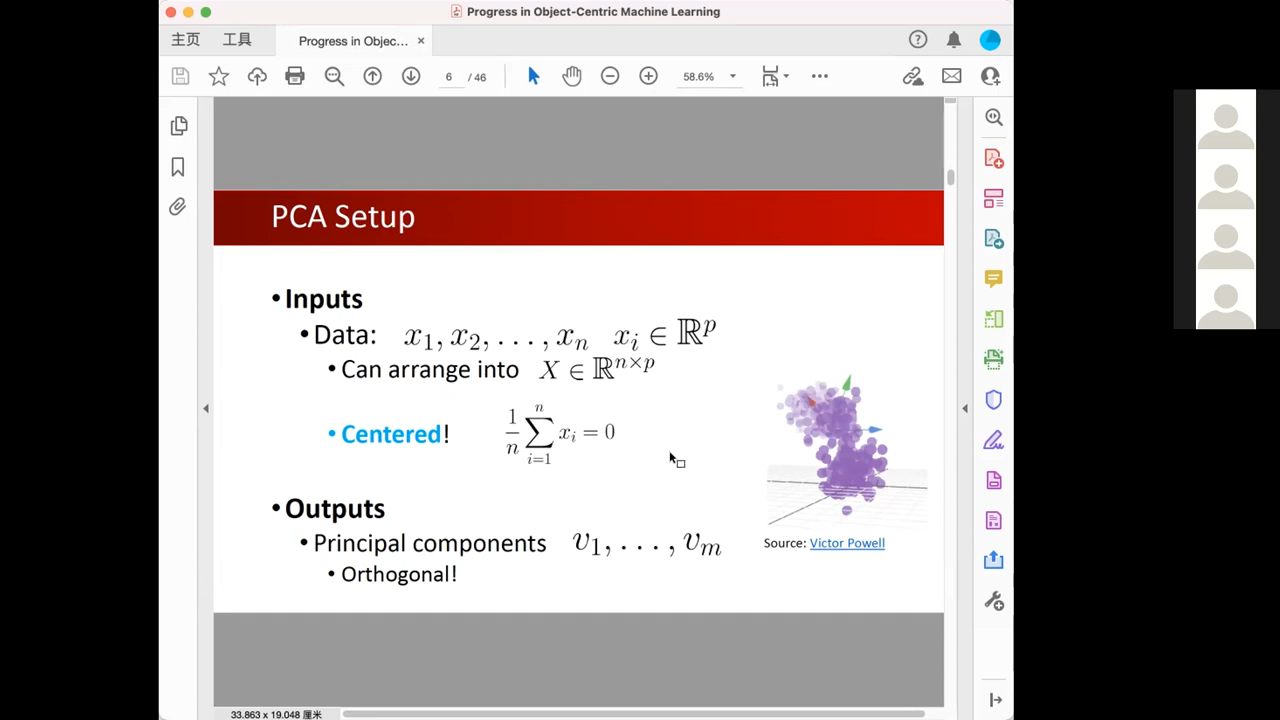 Progress in Object-Centric Machine Learning
主页 工具 Progress in Objec... ×
6 / 46 58.6%
PCA Setup
• Inputs
• Data: x₁, x₂, . . . , xₙ xᵢ ∈ ℝᵖ
• Can arrange into X ∈ ℝⁿˣᵖ
• Centered! 1/n ∑ᵢ₌₁ⁿ xᵢ = 0
• Outputs
• Principal components v₁, . . . , vₘ
• Orthogonal!
Source: Victor Powell
33.863 x 19.048 厘米